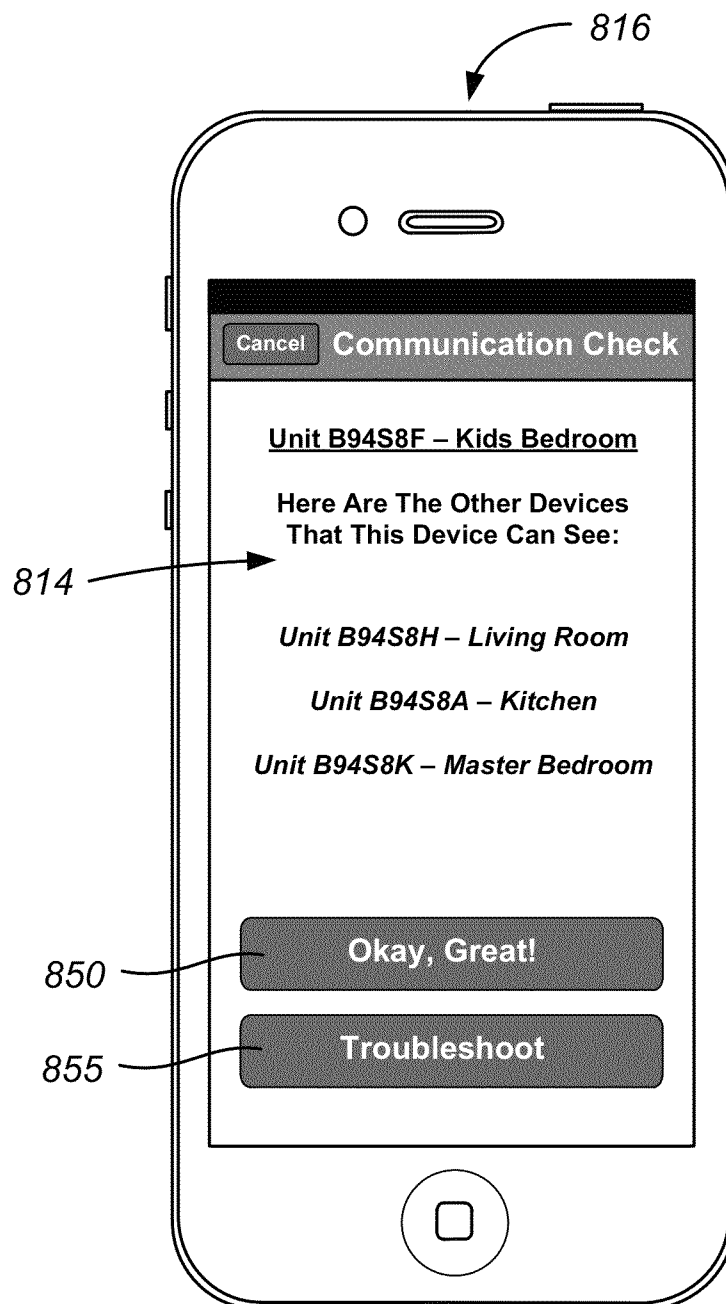 816
Cancel Communication Check
Unit B94S8F – Kids Bedroom
Here Are The Other Devices
That This Device Can See:
814
Unit B94S8H – Living Room
Unit B94S8A – Kitchen
Unit B94S8K – Master Bedroom
Okay, Great!
850
Troubleshoot
855